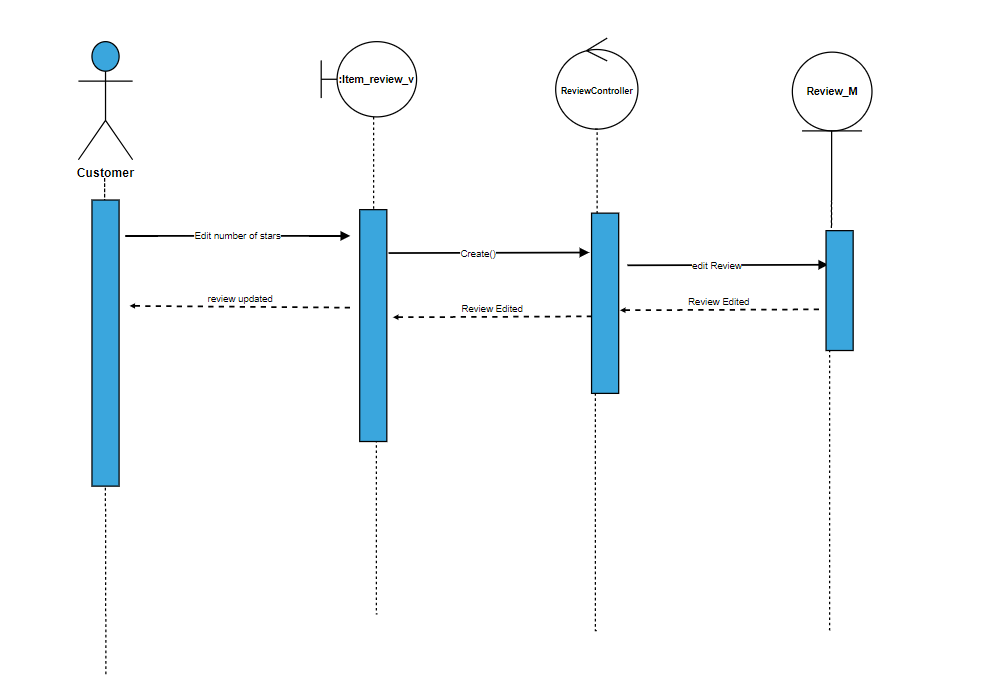 :Item_review_v
ReviewController
Review_M
Customer
Edit number of stars
Create()
edit Review
review updated
Review Edited
Review Edited